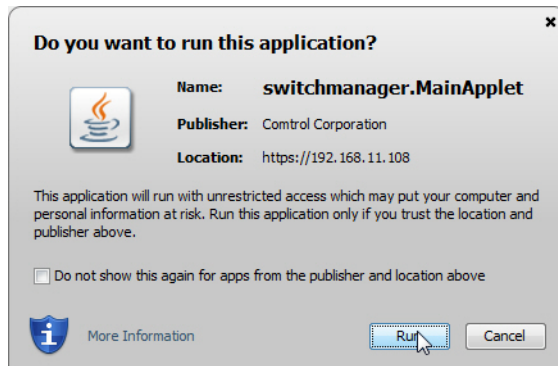 Do you want to run this application?
Name: switchmanager.MainApplet
Publisher: Comtrol Corporation
Location: https://192.168.11.108
This application will run with unrestricted access which may put your computer and
personal information at risk. Run this application only if you trust the location and
publisher above.
Do not show this again for apps from the publisher and location above
More Information
Run
Cancel